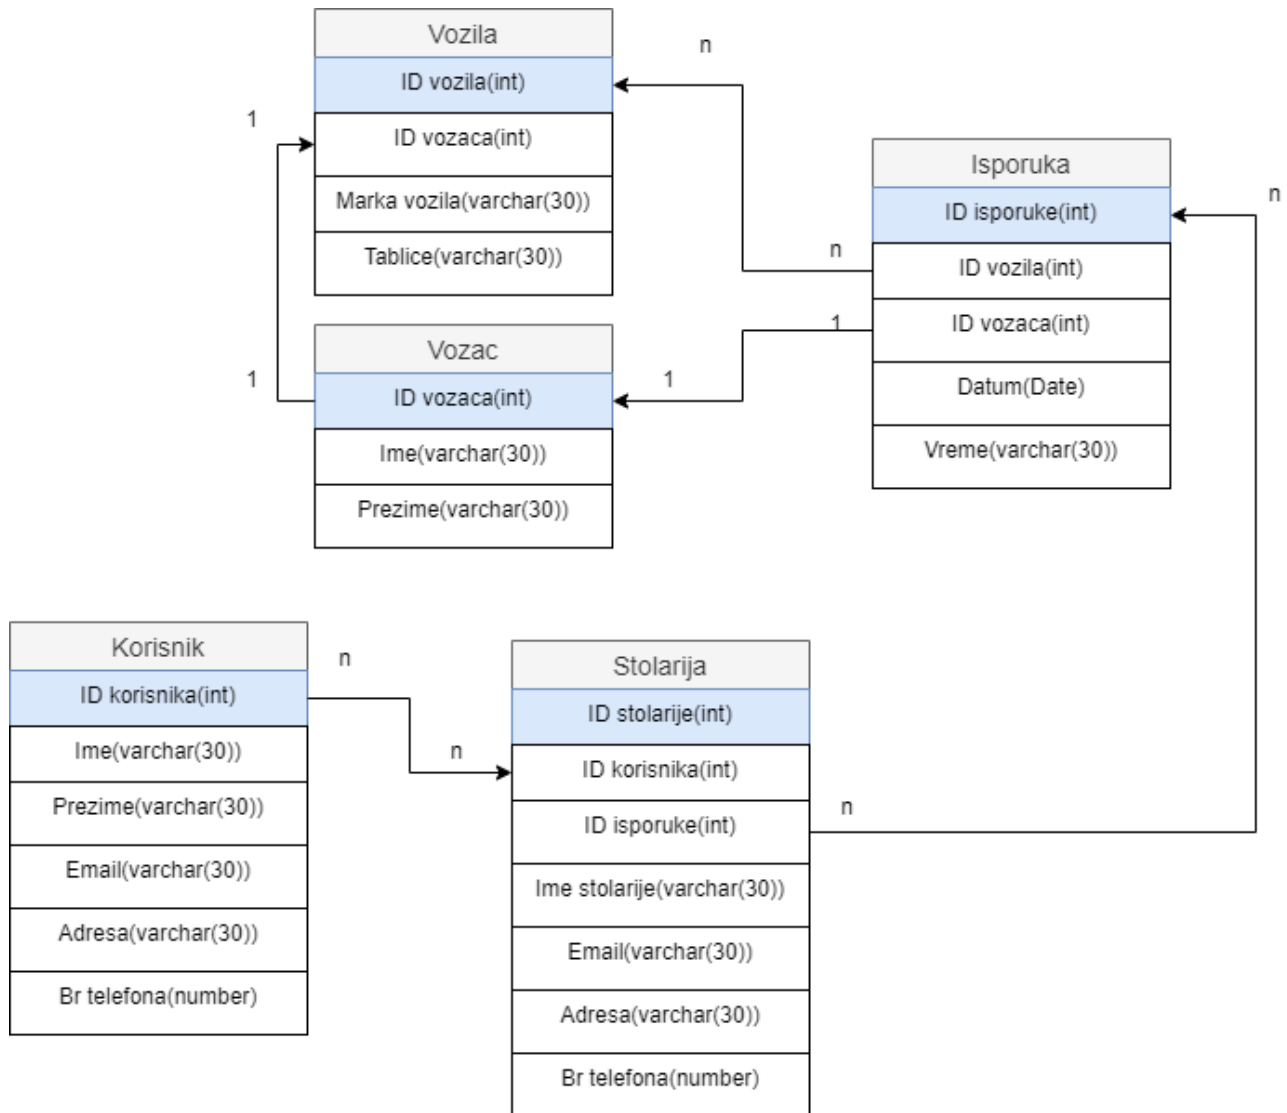 Vozila
ID vozila(int)
ID vozaca(int)
Marka vozila(varchar(30))
Tablice(varchar(30))
n
1
1
Vozac
ID vozaca(int)
Ime(varchar(30))
Prezime(varchar(30))
n
1
1
Isporuka
ID isporuke(int)
ID vozila(int)
ID vozaca(int)
Datum(Date)
Vreme(varchar(30))
n
Korisnik
ID korisnika(int)
Ime(varchar(30))
Prezime(varchar(30))
Email(varchar(30))
Adresa(varchar(30))
Br telefona(number)
n
n
Stolarija
ID stolarije(int)
ID korisnika(int)
ID isporuke(int)
Ime stolarije(varchar(30))
Email(varchar(30))
Adresa(varchar(30))
Br telefona(number)
n